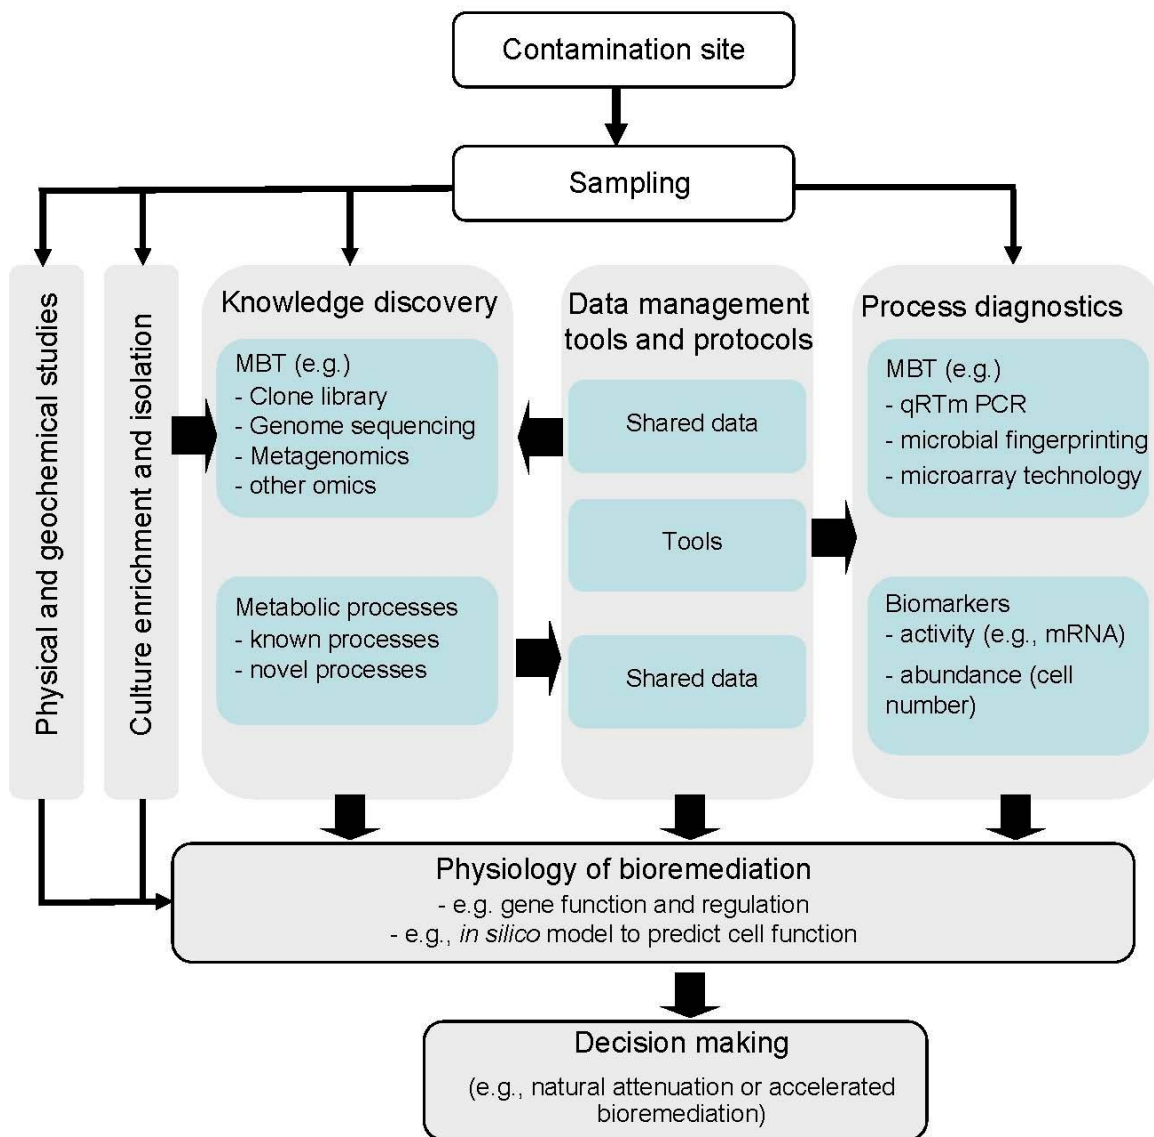 Contamination site
Sampling
Physical and geochemical studies
Culture enrichment and isolation
Knowledge discovery
MBT (e.g.)
- Clone library
- Genome sequencing
- Metagenomics
- other omics
Metabolic processes
- known processes
- novel processes
Data management
tools and protocols
Shared data
Tools
Shared data
Process diagnostics
MBT (e.g.)
- qRTm PCR
- microbial fingerprinting
- microarray technology
Biomarkers
- activity (e.g., mRNA)
- abundance (cell
number)
Physiology of bioremediation
- e.g. gene function and regulation
- e.g., in silico model to predict cell function
Decision making
(e.g., natural attenuation or accelerated
bioremediation)